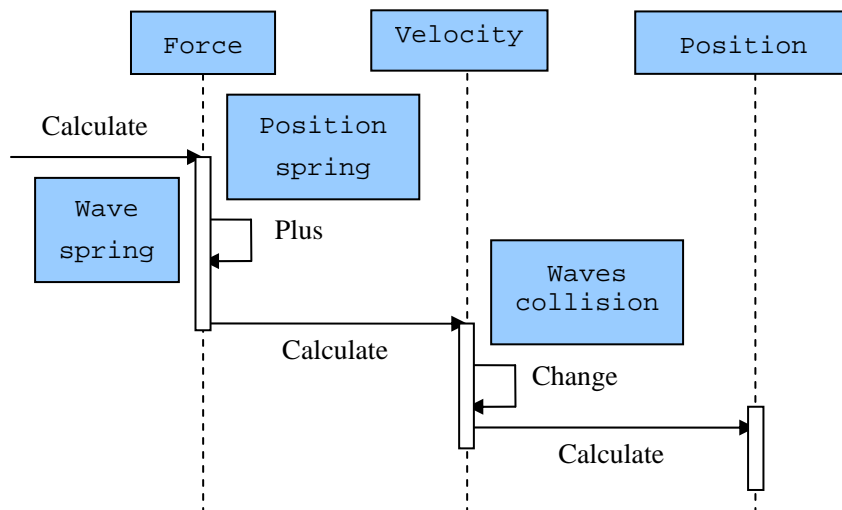 Force
Velocity
Position
Calculate
Position
spring
Wave
spring
Plus
Waves
collision
Calculate
Change
Calculate